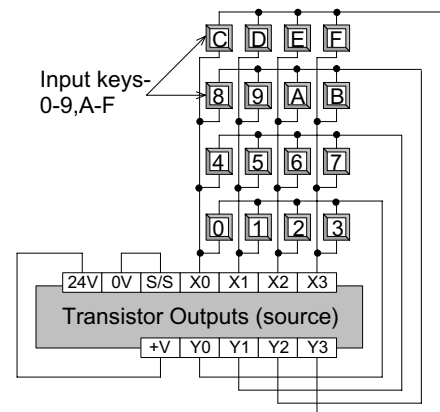 C D E F
Input keys-
0-9,A-F
8 9 A B
4 5 6 7
0 1 2 3
24V 0V S/S X0 X1 X2 X3
Transistor Outputs (source)
+V Y0 Y1 Y2 Y3